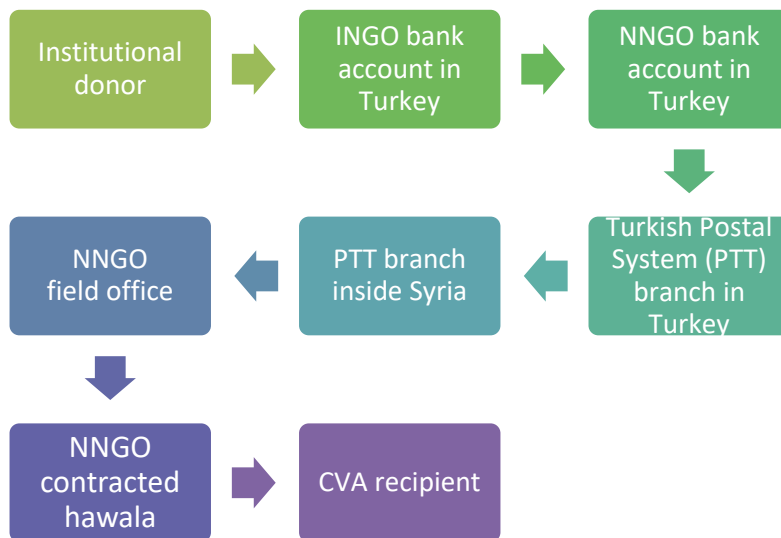 Institutional
donor
INGO bank
account in
Turkey
NNGO bank
account in
Turkey
Turkish Postal
System (PTT)
branch in
Turkey
PTT branch
inside Syria
NNGO
field office
NNGO
contracted
hawala
CVA recipient